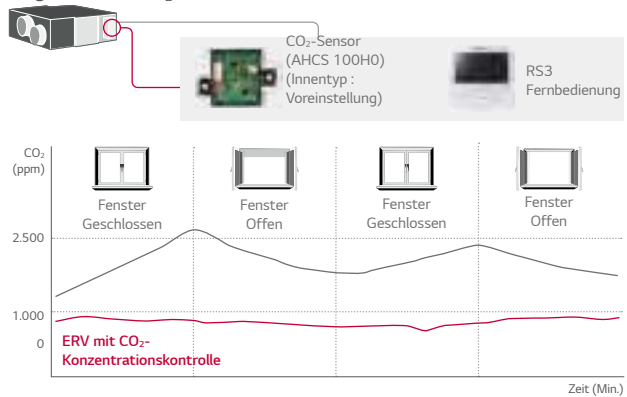 CO₂-Sensor
(AHCS 100H0)
(Innentyp :
Voreinstellung)
RS3
Fernbedienung
CO₂
(ppm)
Fenster
Geschlossen
Fenster
Offen
Fenster
Geschlossen
Fenster
Offen
2.500
1.000
0
ERV mit CO₂-
Konzentrationskontrolle
Zeit (Min.)